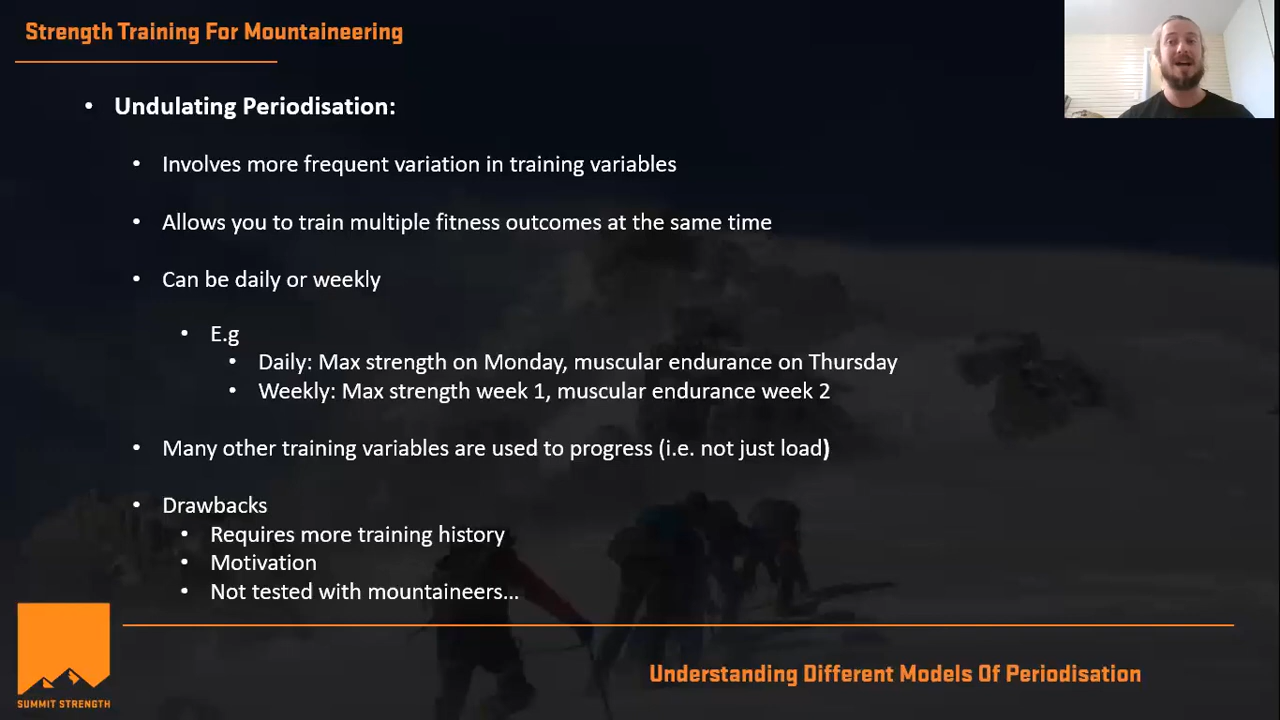 Strength Training For Mountaineering
• Undulating Periodisation:
• Involves more frequent variation in training variables
• Allows you to train multiple fitness outcomes at the same time
• Can be daily or weekly
• E.g
• Daily: Max strength on Monday, muscular endurance on Thursday
• Weekly: Max strength week 1, muscular endurance week 2
• Many other training variables are used to progress (i.e. not just load)
• Drawbacks
• Requires more training history
• Motivation
• Not tested with mountaineers...
SUMMIT STRENGTH
Understanding Different Models Of Periodisation